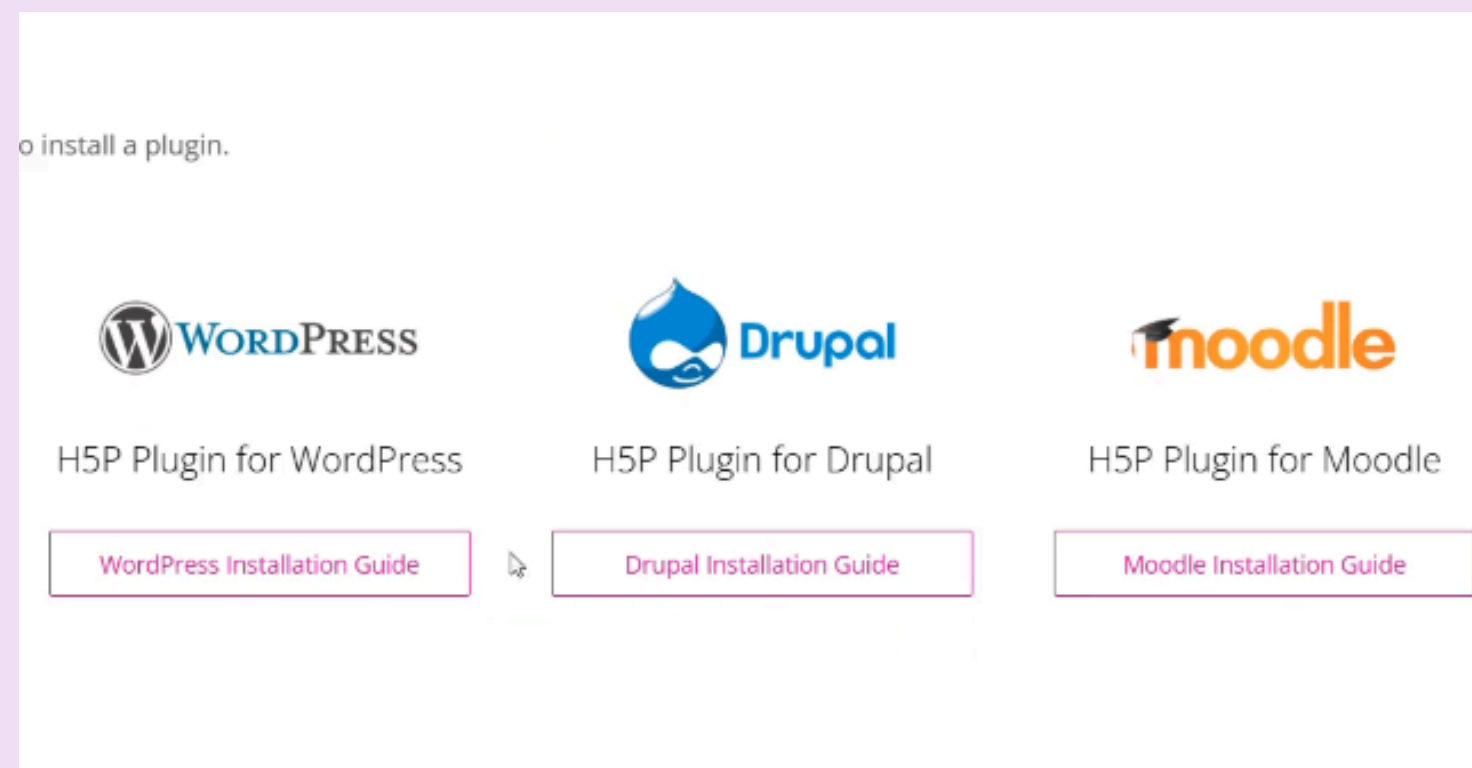 o install a plugin.
WORDPRESS
Drupal
moodle
H5P Plugin for WordPress
H5P Plugin for Drupal
H5P Plugin for Moodle
WordPress Installation Guide
Drupal Installation Guide
Moodle Installation Guide